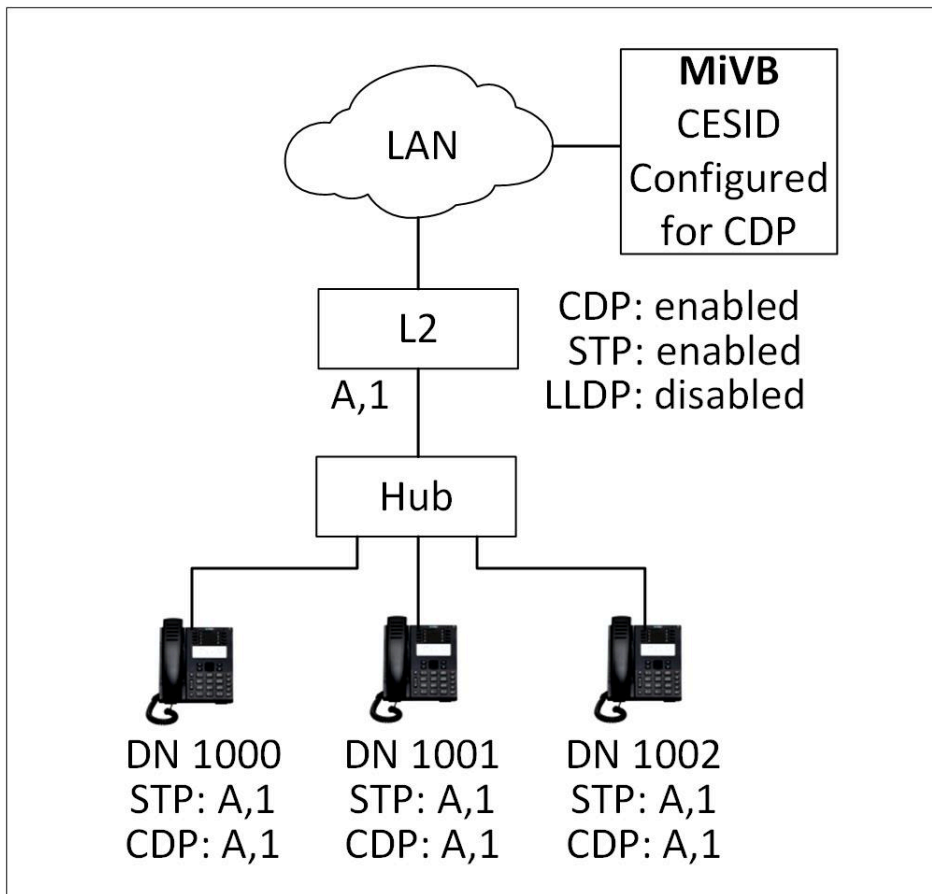 MiVB
CESID
Configured
for CDP
LAN
L2
CDP: enabled
STP: enabled
LLDP: disabled
A,1
Hub
DN 1000
STP: A,1
CDP: A,1
DN 1001
STP: A,1
CDP: A,1
DN 1002
STP: A,1
CDP: A,1